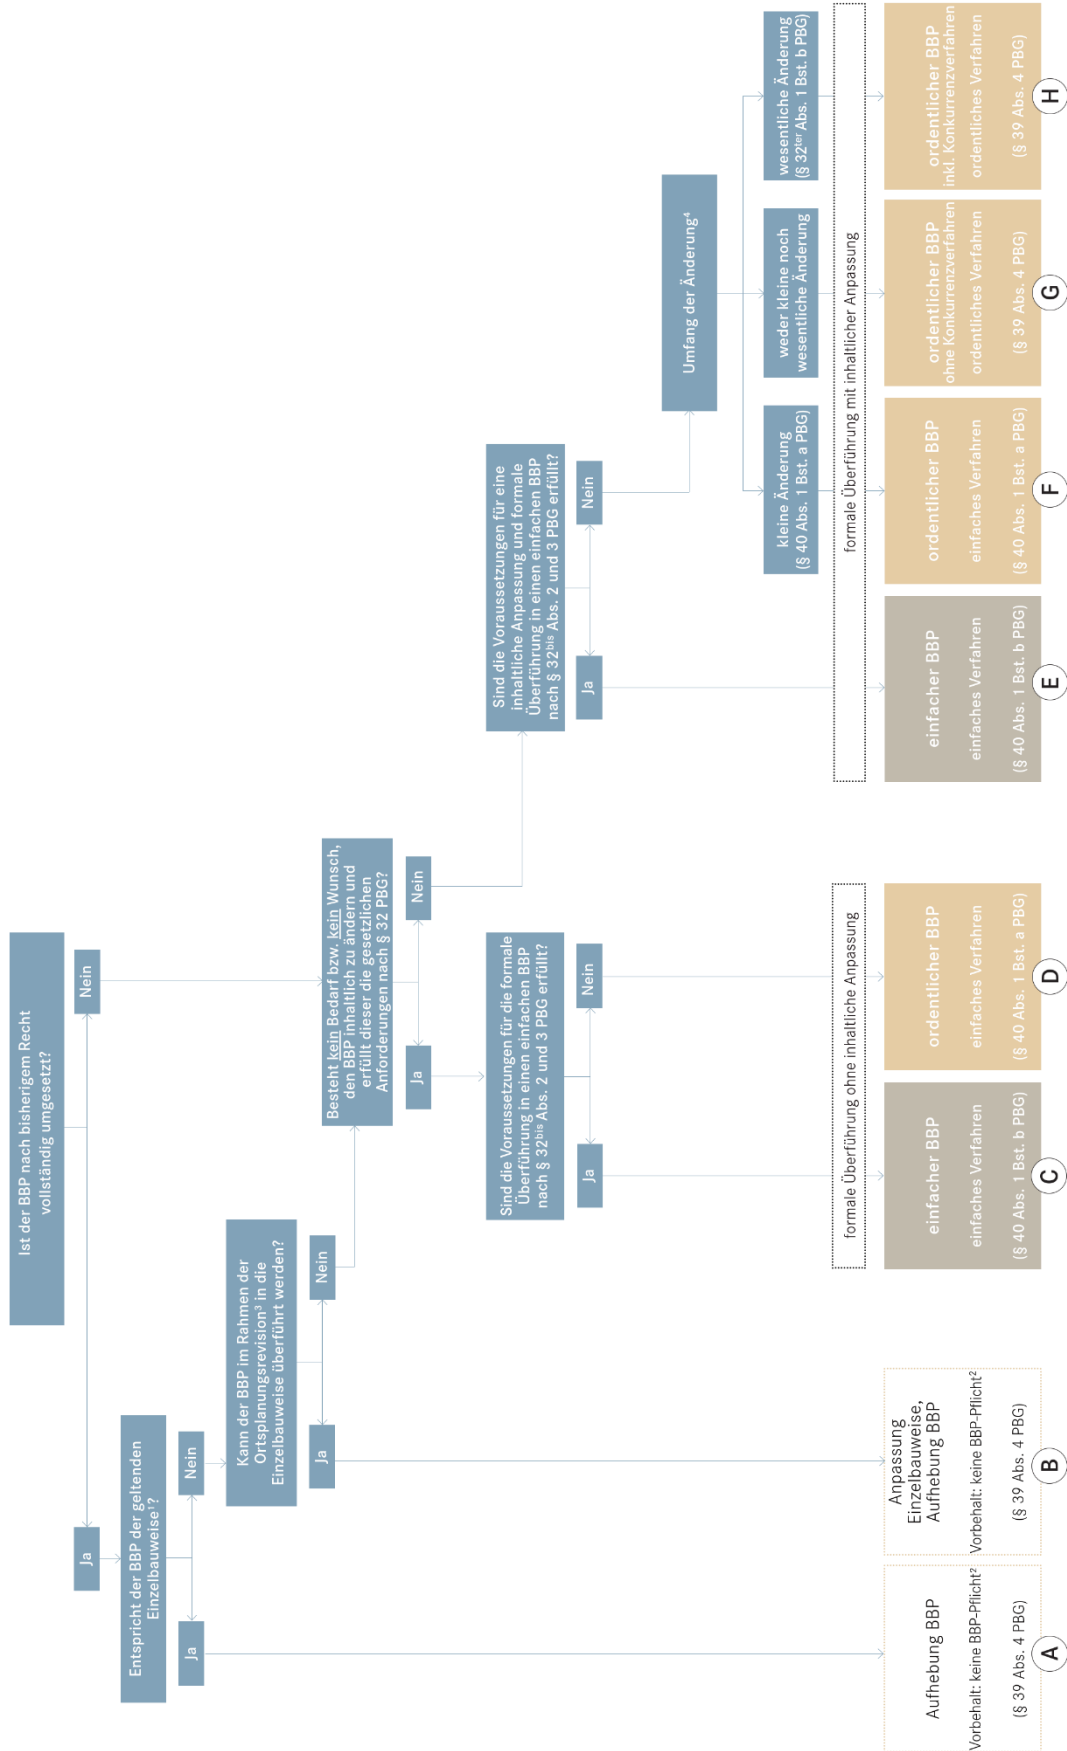 Ist der BBP nach bisherigem Recht
vollständig umgesetzt?
Ja
Nein
Entspricht der BBP der geltenden
Einzelbauweise¹?
Ja
Nein
Kann der BBP im Rahmen der
Ortsplanungsrevision³ in die
Einzelbauweise überführt werden?
Ja
Nein
Besteht kein Bedarf bzw. kein Wunsch,
den BBP inhaltlich zu ändern und
erfüllt dieser die gesetzlichen
Anforderungen nach § 32 PBG?
Ja
Nein
Sind die Voraussetzungen für die formale
Überführung in einen einfachen BBP
nach § 32bis Abs. 2 und 3 PBG erfüllt?
Ja
Nein
Sind die Voraussetzungen für eine
inhaltliche Anpassung und formale
Überführung in einen einfachen BBP
nach § 32bis Abs. 2 und 3 PBG erfüllt?
Ja
Nein
Umfang der Änderung⁴
kleine Änderung
(§ 40 Abs. 1 Bst. a PBG)
weder kleine noch
wesentliche Änderung
wesentliche Änderung
(§ 32ter Abs. 1 Bst. b PBG)
formale Überführung ohne inhaltliche Anpassung
formale Überführung mit inhaltlicher Anpassung
Aufhebung BBP
Vorbehalt: keine BBP-Pflicht²
(§ 39 Abs. 4 PBG)
A
Anpassung
Einzelbauweise,
Aufhebung BBP
Vorbehalt: keine BBP-Pflicht²
(§ 39 Abs. 4 PBG)
B
einfacher BBP
einfaches Verfahren
(§ 40 Abs. 1 Bst. b PBG)
C
ordentlicher BBP
einfaches Verfahren
(§ 40 Abs. 1 Bst. a PBG)
D
einfacher BBP
einfaches Verfahren
(§ 40 Abs. 1 Bst. b PBG)
E
ordentlicher BBP
einfaches Verfahren
(§ 40 Abs. 1 Bst. a PBG)
F
ordentlicher BBP
ohne Konkurrenzverfahren
ordentliches Verfahren
(§ 39 Abs. 4 PBG)
G
ordentlicher BBP
inkl. Konkurrenzverfahren
ordentliches Verfahren
(§ 39 Abs. 4 PBG)
H